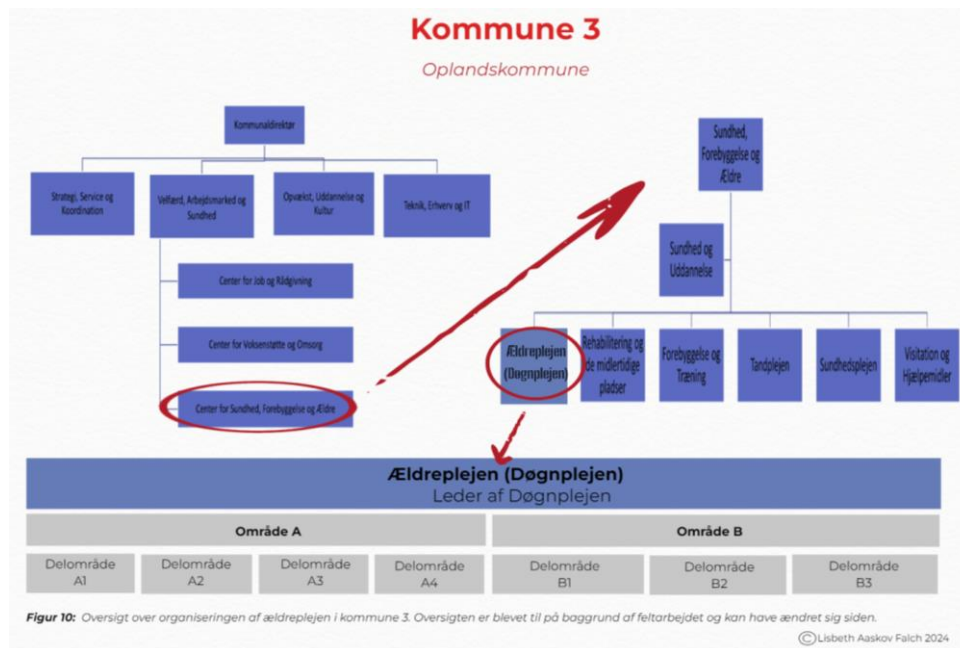 Kommune 3
Oplandskommune
Kommunaldirektør
Strategi, Service og
Koordination
Velfærd, Arbejdsmarked og
Sundhed
Opvækst, Uddannelse og
Kultur
Teknik, Erhverv og IT
Center for Job og Rådgivning
Center for Voksenstøtte og Omsorg
Center for Sundhed, Forebyggelse og Ældre
Sundhed,
Forebyggelse og
Ældre
Sundhed og
Uddannelse
Ældreplejen
(Døgnplejen)
Rehabilitering og
de midlertidige
pladser
Forebyggelse og
Træning
Tandplejen
Sundhedsplejen
Visitation og
Hjælpemidler
Ældreplejen (Døgnplejen)
Leder af Døgnplejen
Område A
Område B
Delområde
A1
Delområde
A2
Delområde
A3
Delområde
A4
Delområde
B1
Delområde
B2
Delområde
B3
Figur 10: Oversigt over organiseringen af ældreplejen i kommune 3. Oversigten er blevet til på baggrund af feltarbejdet og kan have ændret sig siden.
©Lisbeth Aaskov Falch 2024